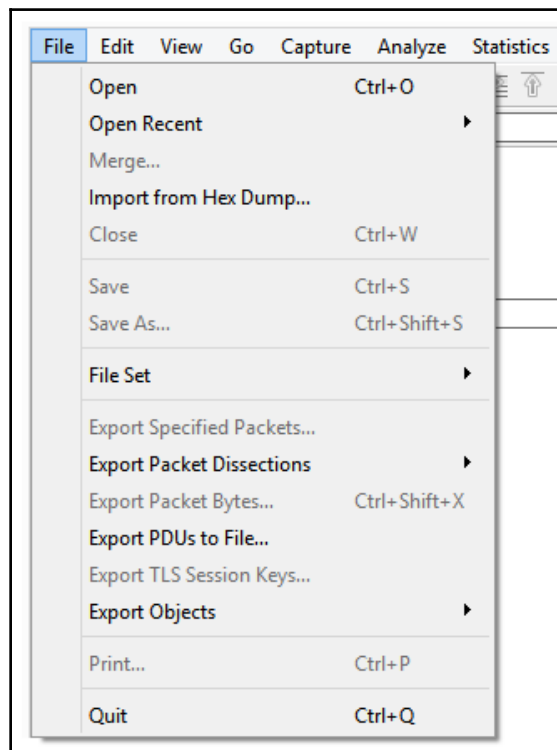 File Edit View Go Capture Analyze Statistics
Open Ctrl+O
Open Recent
Merge...
Import from Hex Dump...
Close Ctrl+W
Save Ctrl+S
Save As... Ctrl+Shift+S
File Set
Export Specified Packets...
Export Packet Dissections
Export Packet Bytes... Ctrl+Shift+X
Export PDUs to File...
Export TLS Session Keys...
Export Objects
Print... Ctrl+P
Quit Ctrl+Q